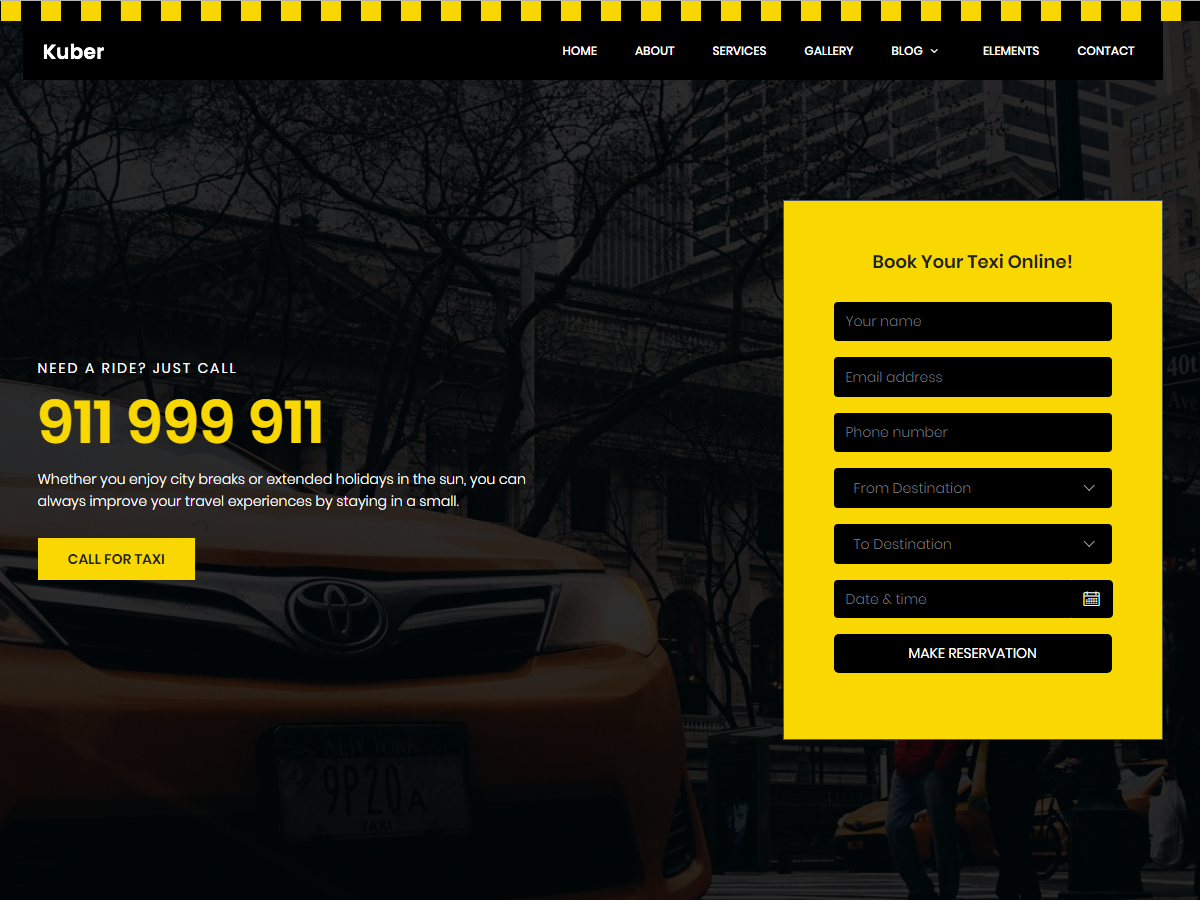 Kuber
HOME ABOUT SERVICES GALLERY BLOG ELEMENTS CONTACT
NEED A RIDE? JUST CALL
911 999 911
Whether you enjoy city breaks or extended holidays in the sun, you can
always improve your travel experiences by staying in a small.
CALL FOR TAXI
Book Your Texi Online!
Your name
Email address
Phone number
From Destination
To Destination
Date & time
MAKE RESERVATION
NEW YORK
9P20A
TAXI
40t